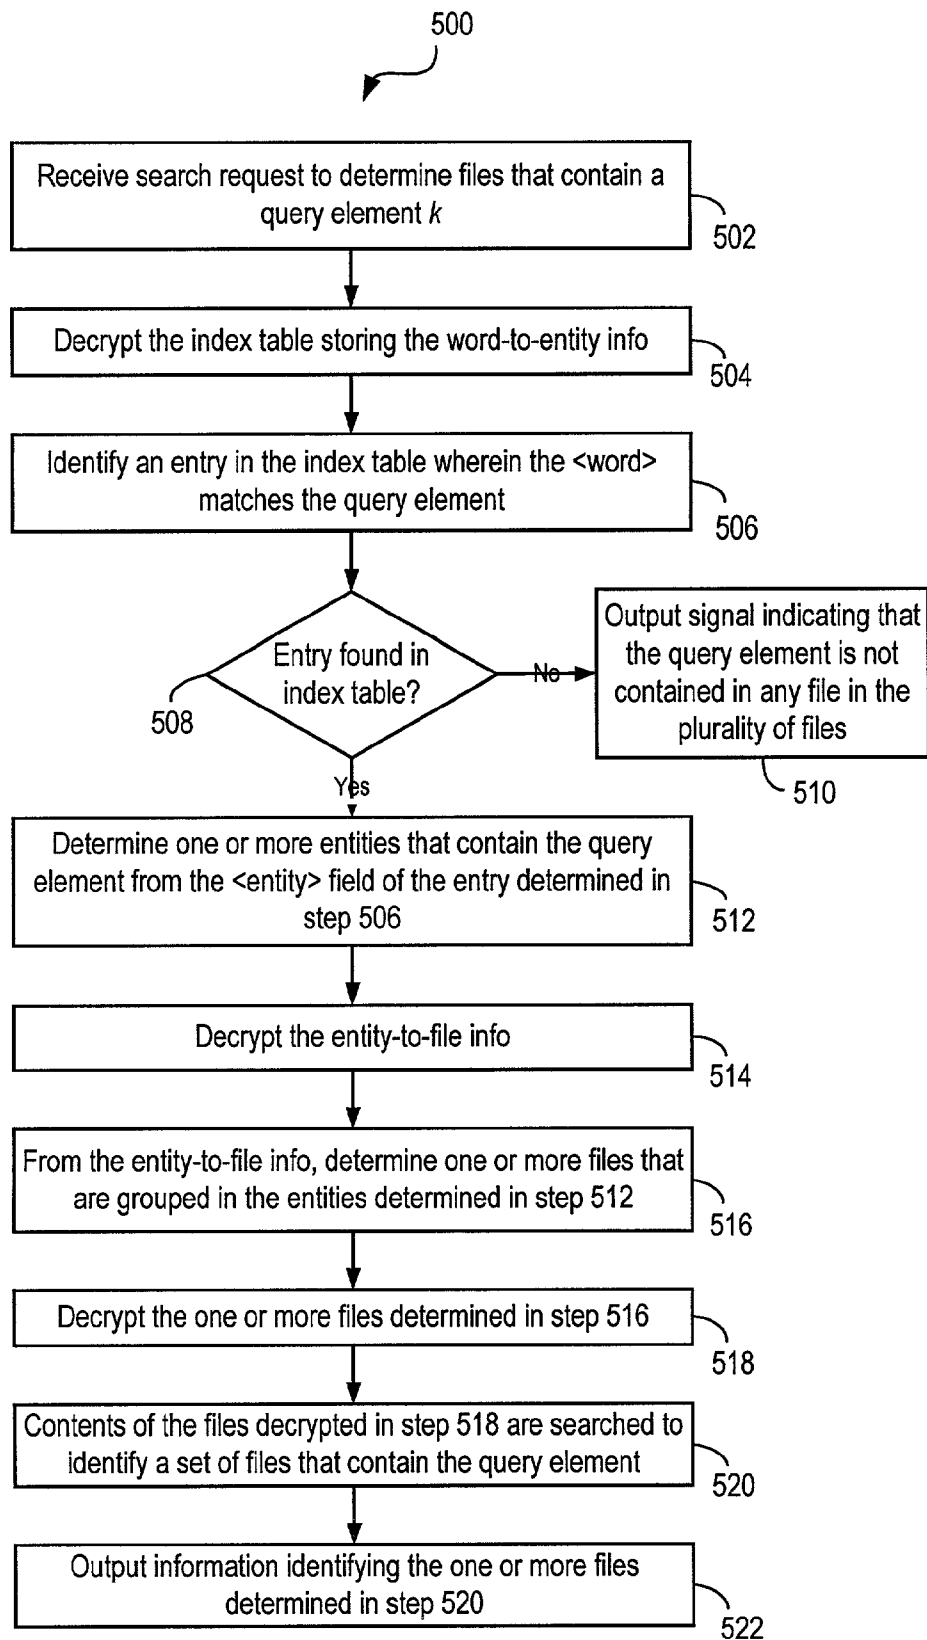 500
Receive search request to determine files that contain a
query element k
502
Decrypt the index table storing the word-to-entity info
504
Identify an entry in the index table wherein the <word>
matches the query element
506
Entry found in
index table?
508
No
Output signal indicating that
the query element is not
contained in any file in the
plurality of files
510
Yes
Determine one or more entities that contain the query
element from the <entity> field of the entry determined in
step 506
512
Decrypt the entity-to-file info
514
From the entity-to-file info, determine one or more files that
are grouped in the entities determined in step 512
516
Decrypt the one or more files determined in step 516
518
Contents of the files decrypted in step 518 are searched to
identify a set of files that contain the query element
520
Output information identifying the one or more files
determined in step 520
522